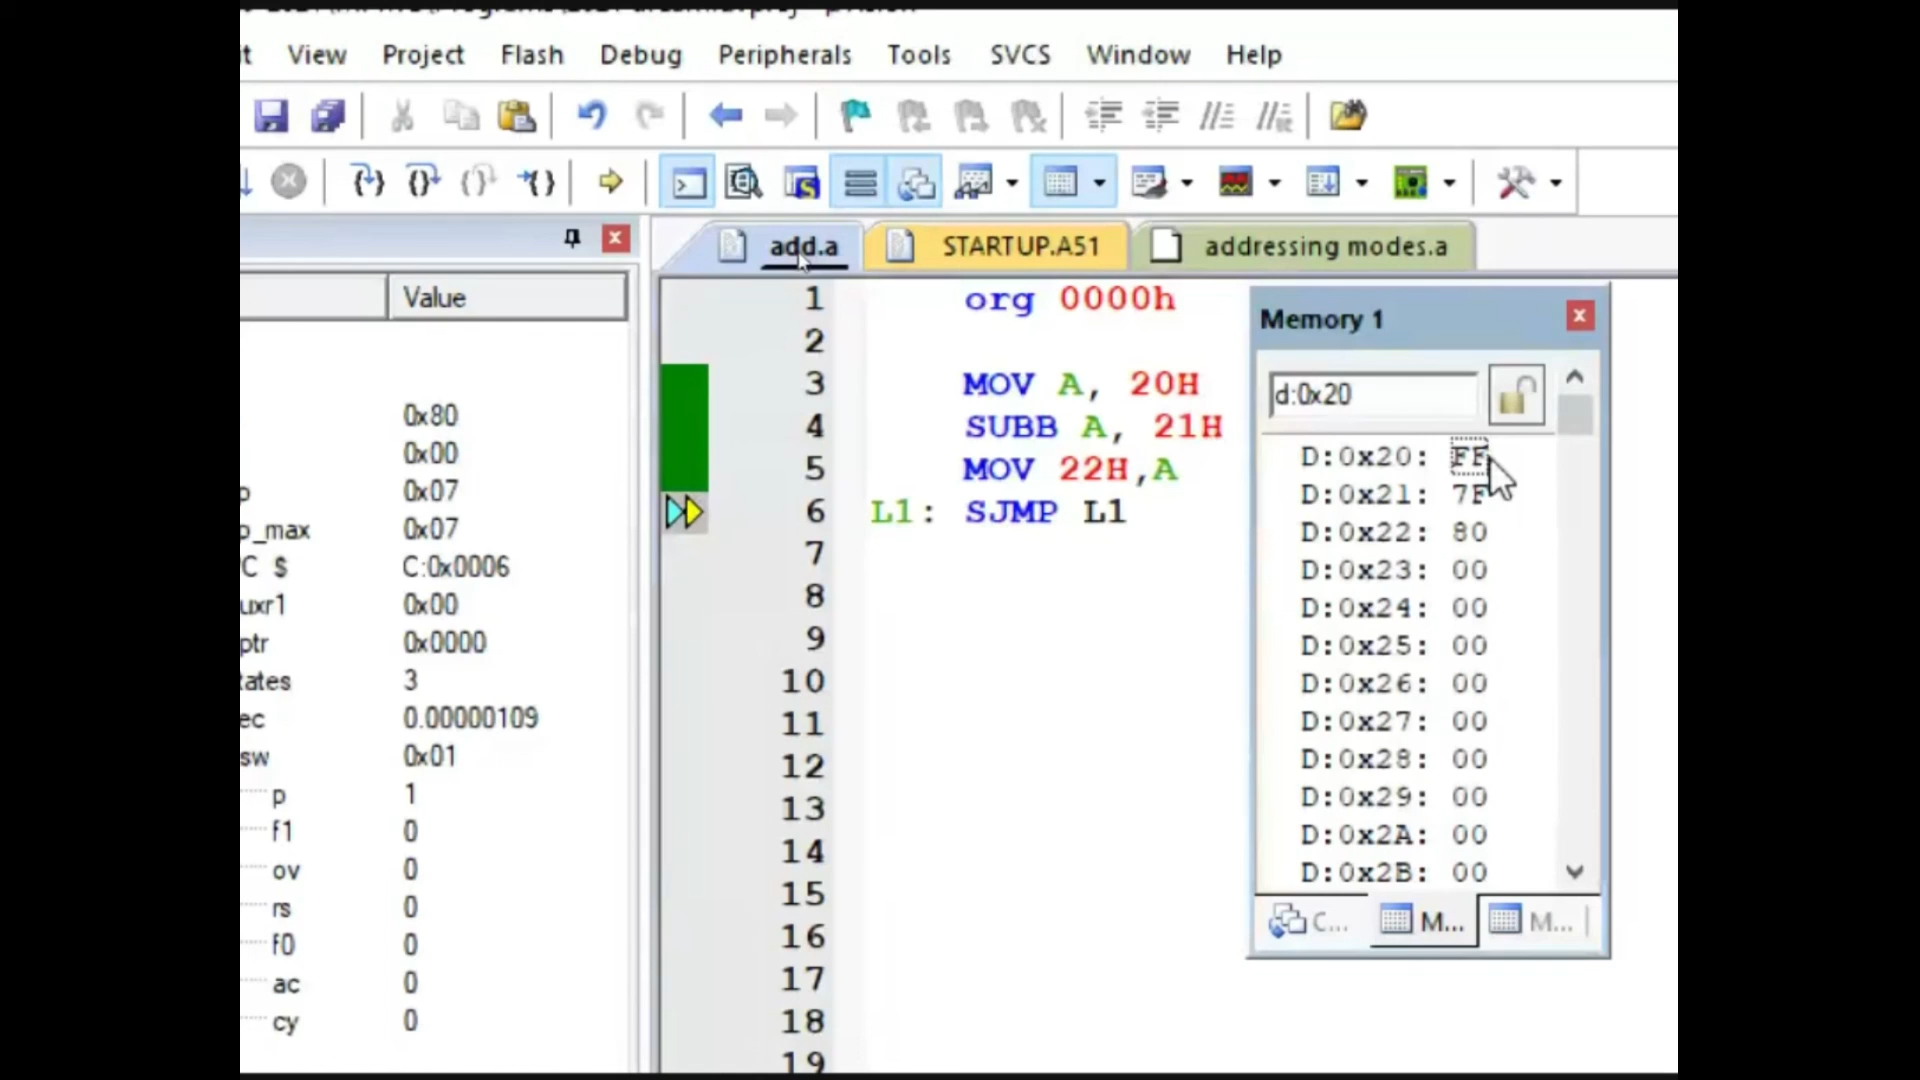 t View Project Flash Debug Peripherals Tools SVCS Window Help
add.a STARTUP.A51 addressing modes.a
Value
0x80
0x00
p 0x07
p_max 0x07
C $ C:0x0006
uxr1 0x00
ptr 0x0000
tates 3
ec 0.00000109
sw 0x01
p 1
f1 0
ov 0
rs 0
f0 0
ac 0
cy 0
1 org 0000h
2
3 MOV A, 20H
4 SUBB A, 21H
5 MOV 22H,A
6 L1: SJMP L1
7
8
9
10
11
12
13
14
15
16
17
18
19
Memory 1
d:0x20
D:0x20: FF
D:0x21: 7F
D:0x22: 80
D:0x23: 00
D:0x24: 00
D:0x25: 00
D:0x26: 00
D:0x27: 00
D:0x28: 00
D:0x29: 00
D:0x2A: 00
D:0x2B: 00
C... M... M...